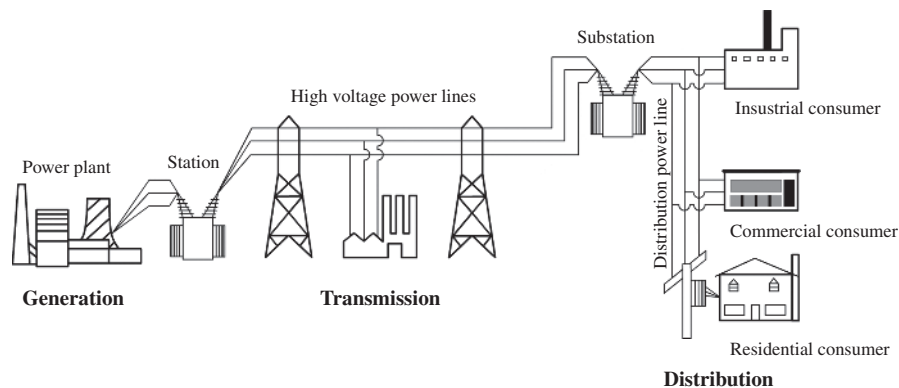 Substation
High voltage power lines
Insustrial consumer
Power plant
Station
Distribution power line
Commercial consumer
Generation
Transmission
Residential consumer
Distribution